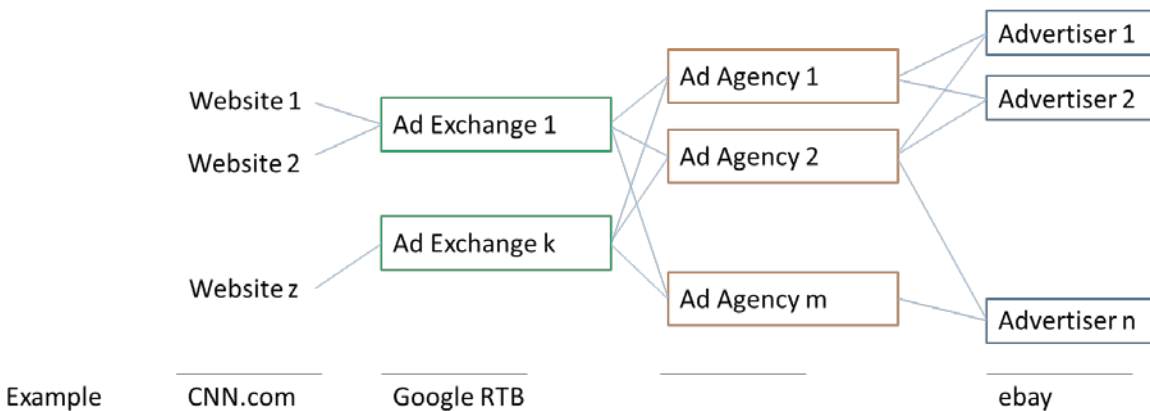 Advertiser 1
Ad Agency 1
Website 1
Advertiser 2
Ad Exchange 1
Website 2
Ad Agency 2
Ad Exchange k
Website z
Ad Agency m
Advertiser n
Example CNN.com Google RTB ebay